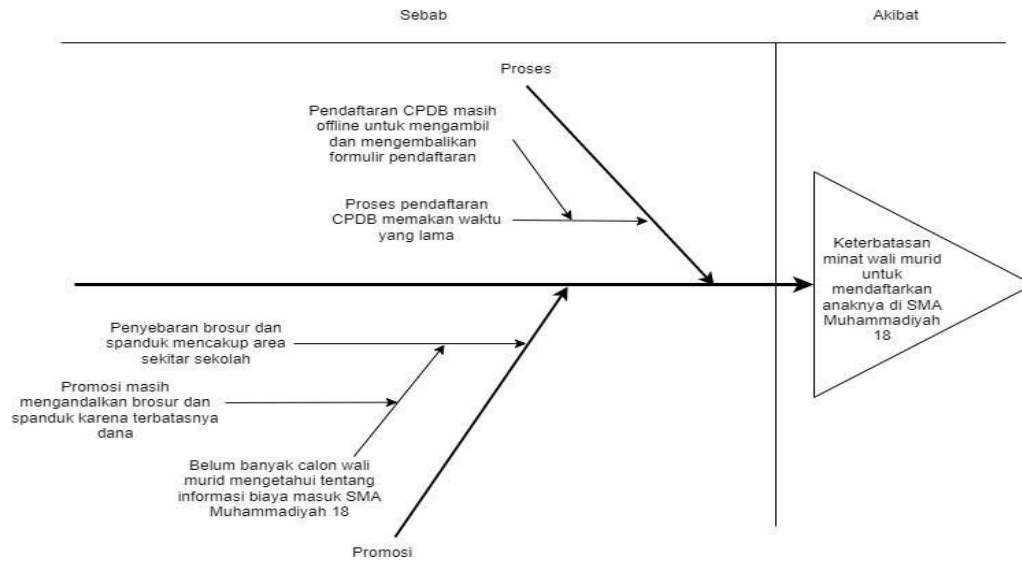 Sebab
Akibat
Proses
Pendaftaran CPDB masih
offline untuk mengambil
dan mengembalikan
formulir pendaftaran
Proses pendaftaran
CPDB memakan waktu
yang lama
Keterbatasan
minat wali murid
untuk
mendaftarkan
anaknya di SMA
Muhammadiyah
18
Penyebaran brosur dan
spanduk mencakup area
sekitar sekolah
Promosi masih
mengandalkan brosur dan
spanduk karena terbatasnya
dana
Belum banyak calon wali
murid mengetahui tentang
informasi biaya masuk SMA
Muhammadiyah 18
Promosi